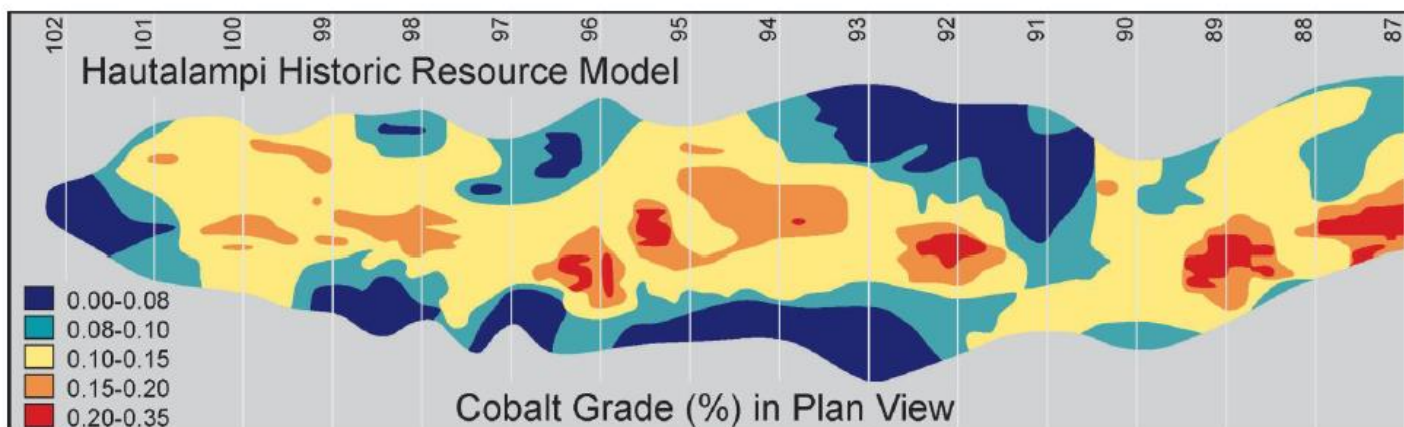 102 101 100 99 98 97 96 95 94 93 92 91 90 89 88 87
Hautalampi Historic Resource Model
0.00-0.08
0.08-0.10
0.10-0.15
0.15-0.20
0.20-0.35
Cobalt Grade (%) in Plan View